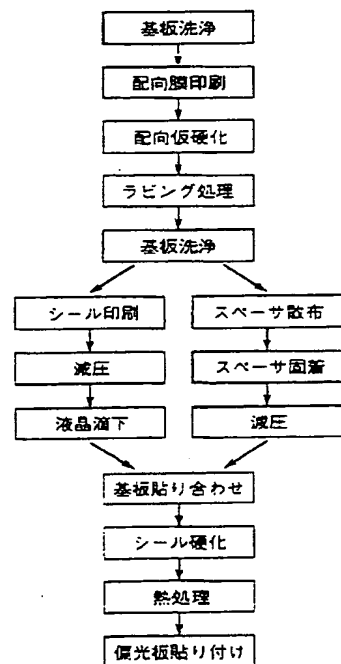 基板洗浄
配向膜印刷
配向仮硬化
ラビング処理
基板洗浄
シール印刷
減圧
液晶滴下
スペーサ散布
スペーサ固着
減圧
基板貼り合わせ
シール硬化
熱処理
偏光板貼り付け